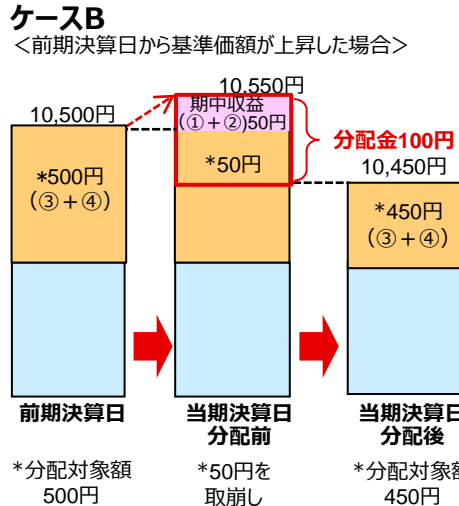 ケースB
＜前期決算日から基準価額が上昇した場合＞
10,550円
期中収益
(①＋②)50円
10,500円
分配金100円
*500円
(③＋④)
*50円
10,450円
*450円
(③＋④)
前期決算日
当期決算日
分配前
当期決算日
分配後
*分配対象額
500円
*50円を
取崩し
*分配対象額
450円